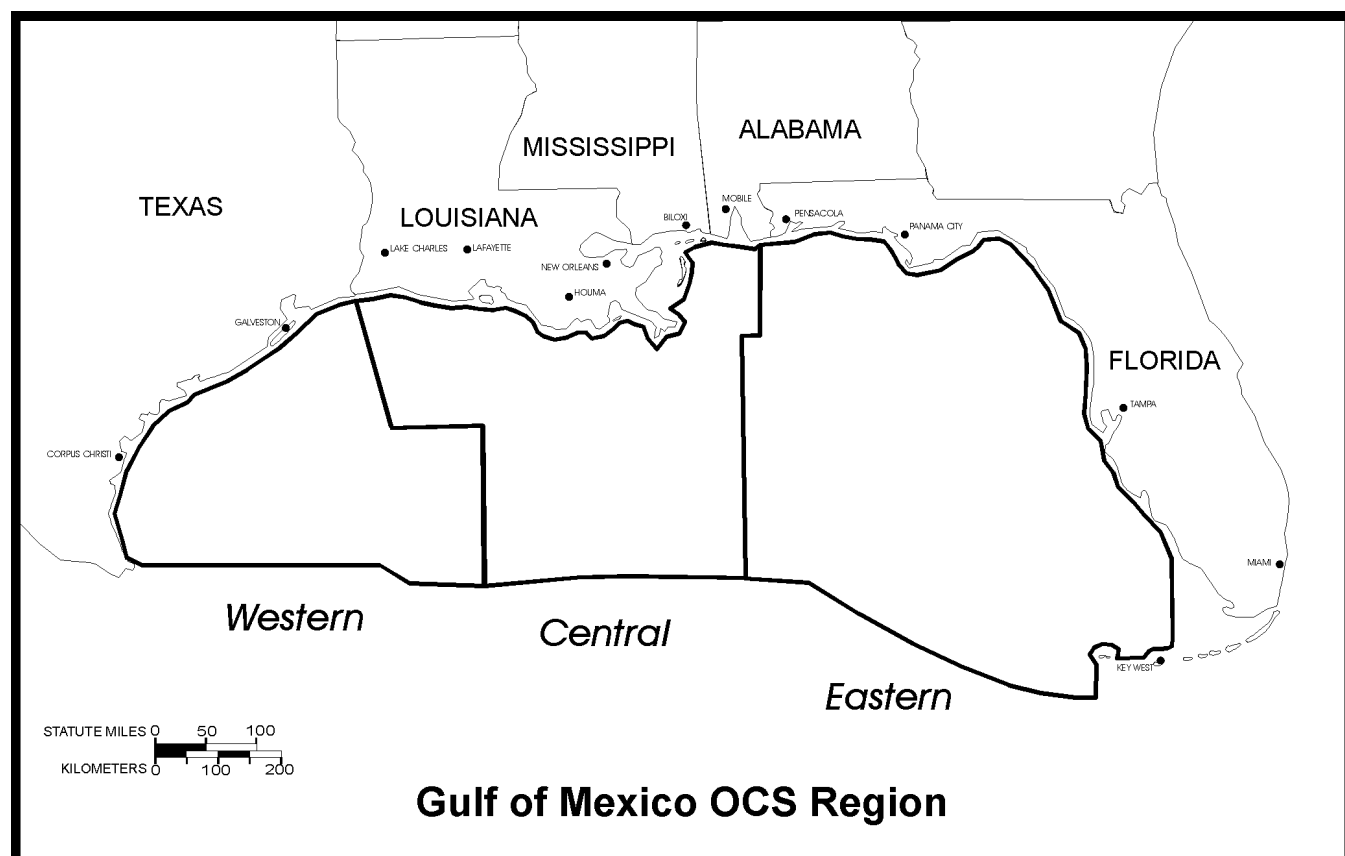 ALABAMA
MISSISSIPPI
TEXAS
LOUISIANA
MOBILE
BILOXI
PENSACOLA
PANAMA CITY
LAKE CHARLES
LAFAYETTE
NEW ORLEANS
HOUMA
GALVESTON
FLORIDA
TAMPA
CORPUS CHRISTI
MIAMI
Western
Central
KEY WEST
Eastern
STATUTE MILES 0 50 100
KILOMETERS 0 100 200
Gulf of Mexico OCS Region